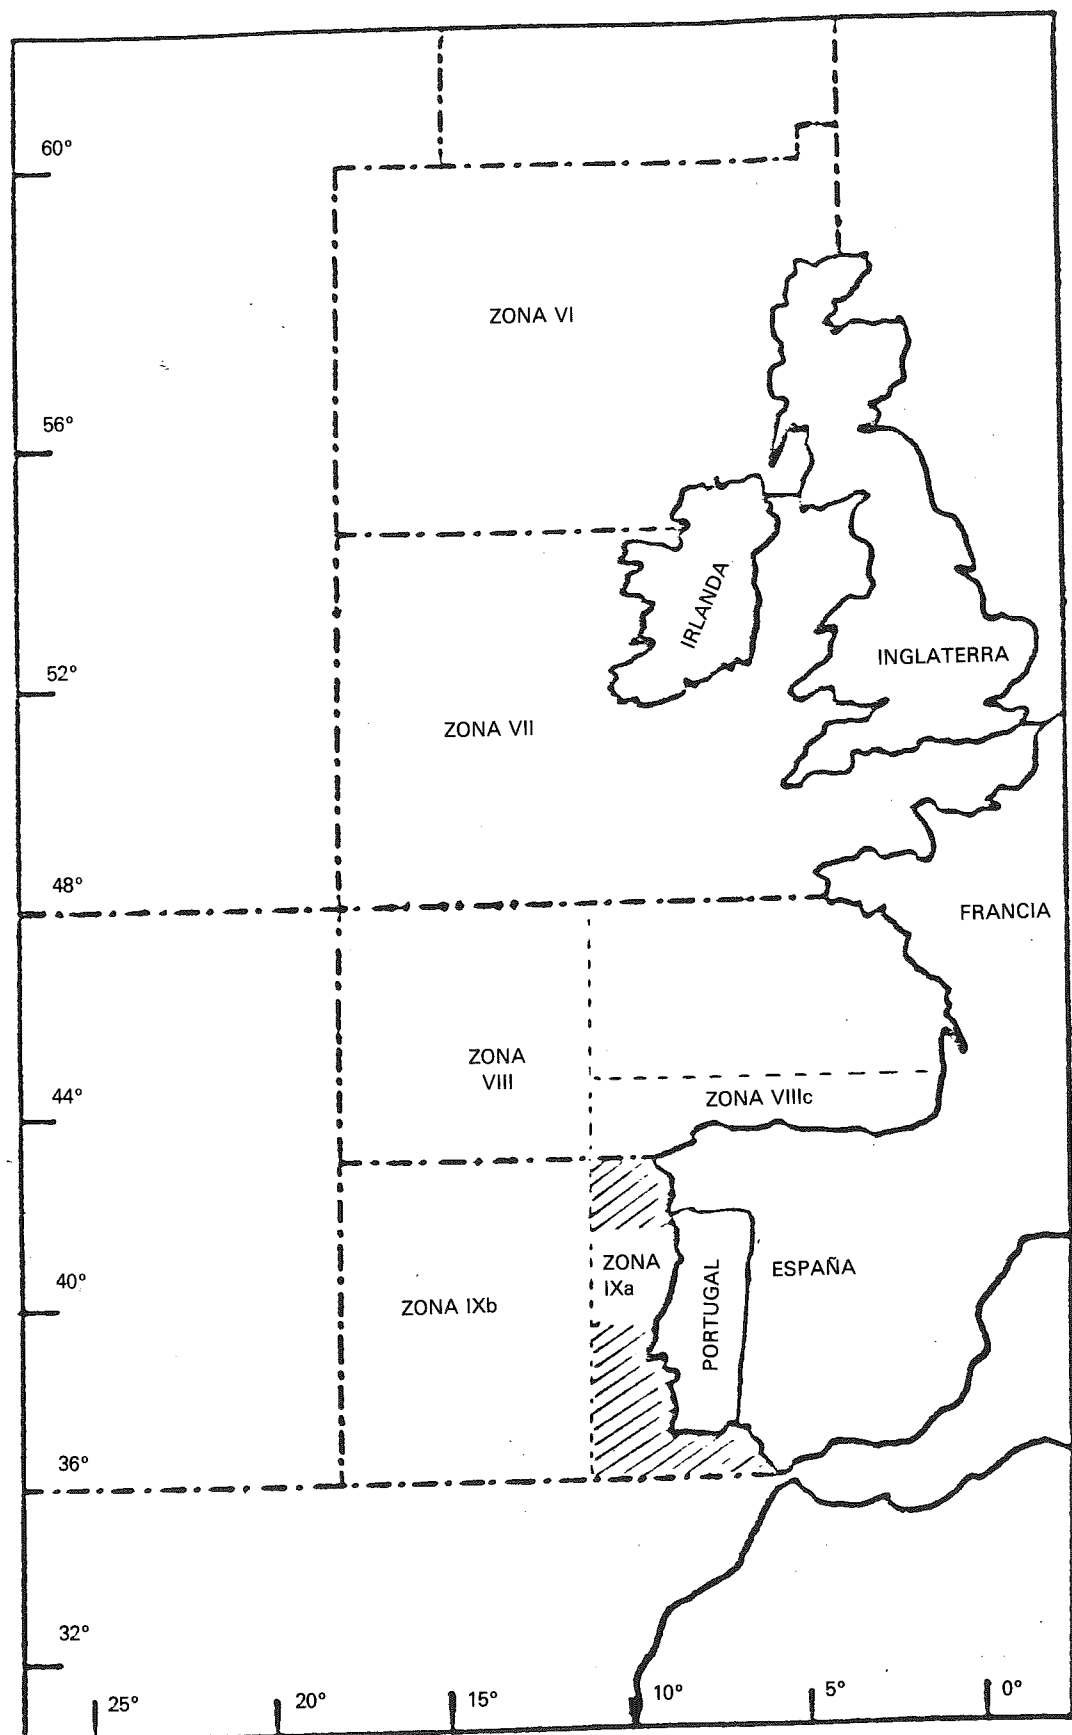 60°
ZONA VI
56°
IRLANDA
INGLATERRA
52°
ZONA VII
48°
FRANCIA
ZONA
VIII
44°
ZONA VIIIc
ZONA
IXa
PORTUGAL
ESPAÑA
40°
ZONA IXb
36°
32°
25°
20°
15°
10°
5°
0°